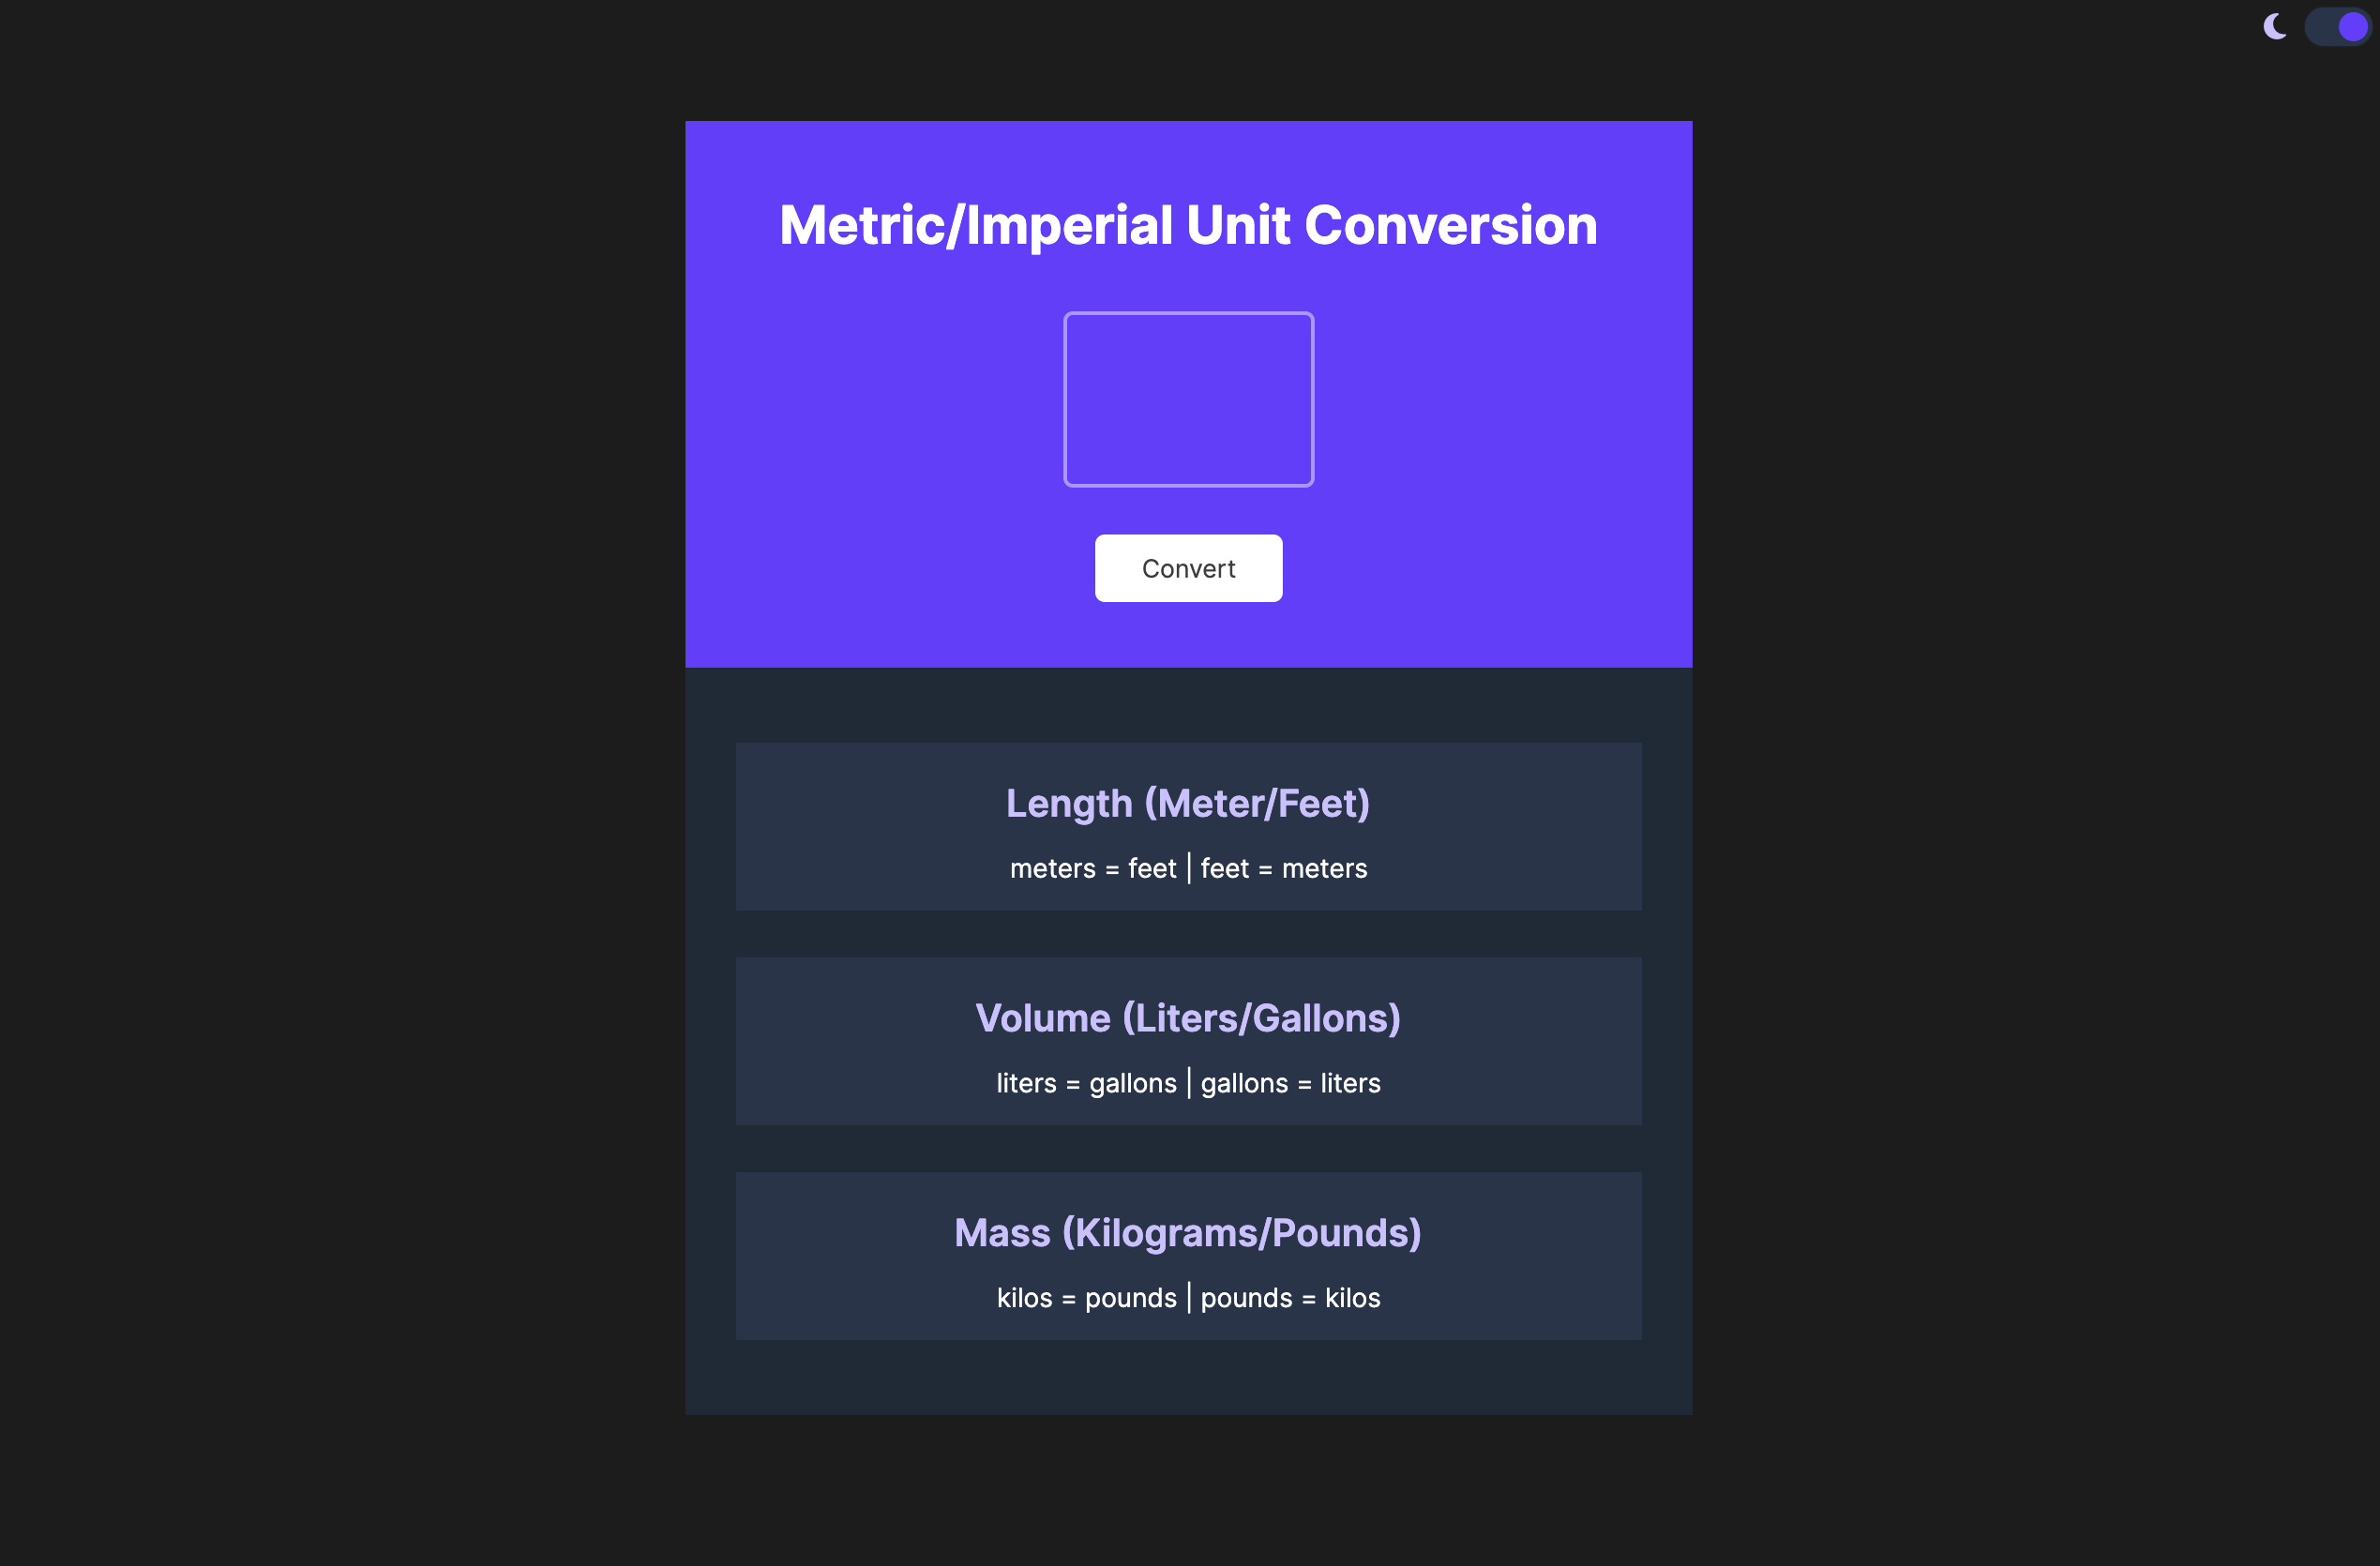 Metric/Imperial Unit Conversion
Convert
Length (Meter/Feet)
meters = feet | feet = meters
Volume (Liters/Gallons)
liters = gallons | gallons = liters
Mass (Kilograms/Pounds)
kilos = pounds | pounds = kilos